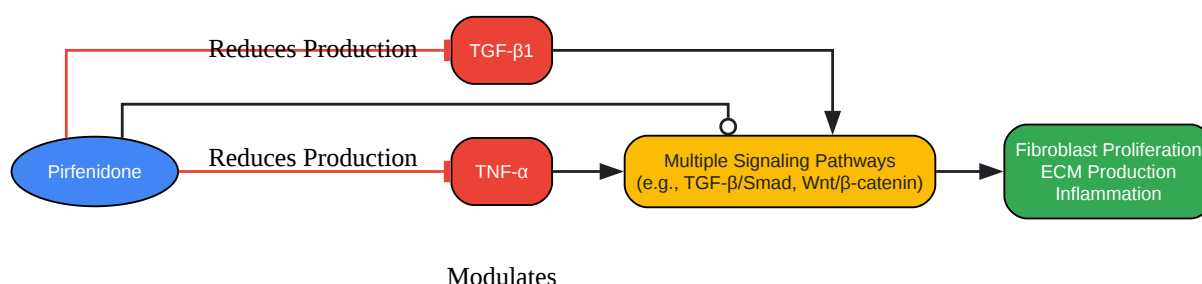 Reduces Production
TGF-β1
Pirfenidone
Reduces Production
TNF-α
Multiple Signaling Pathways
(e.g., TGF-β/Smad, Wnt/β-catenin)
Fibroblast Proliferation
ECM Production
Inflammation
Modulates